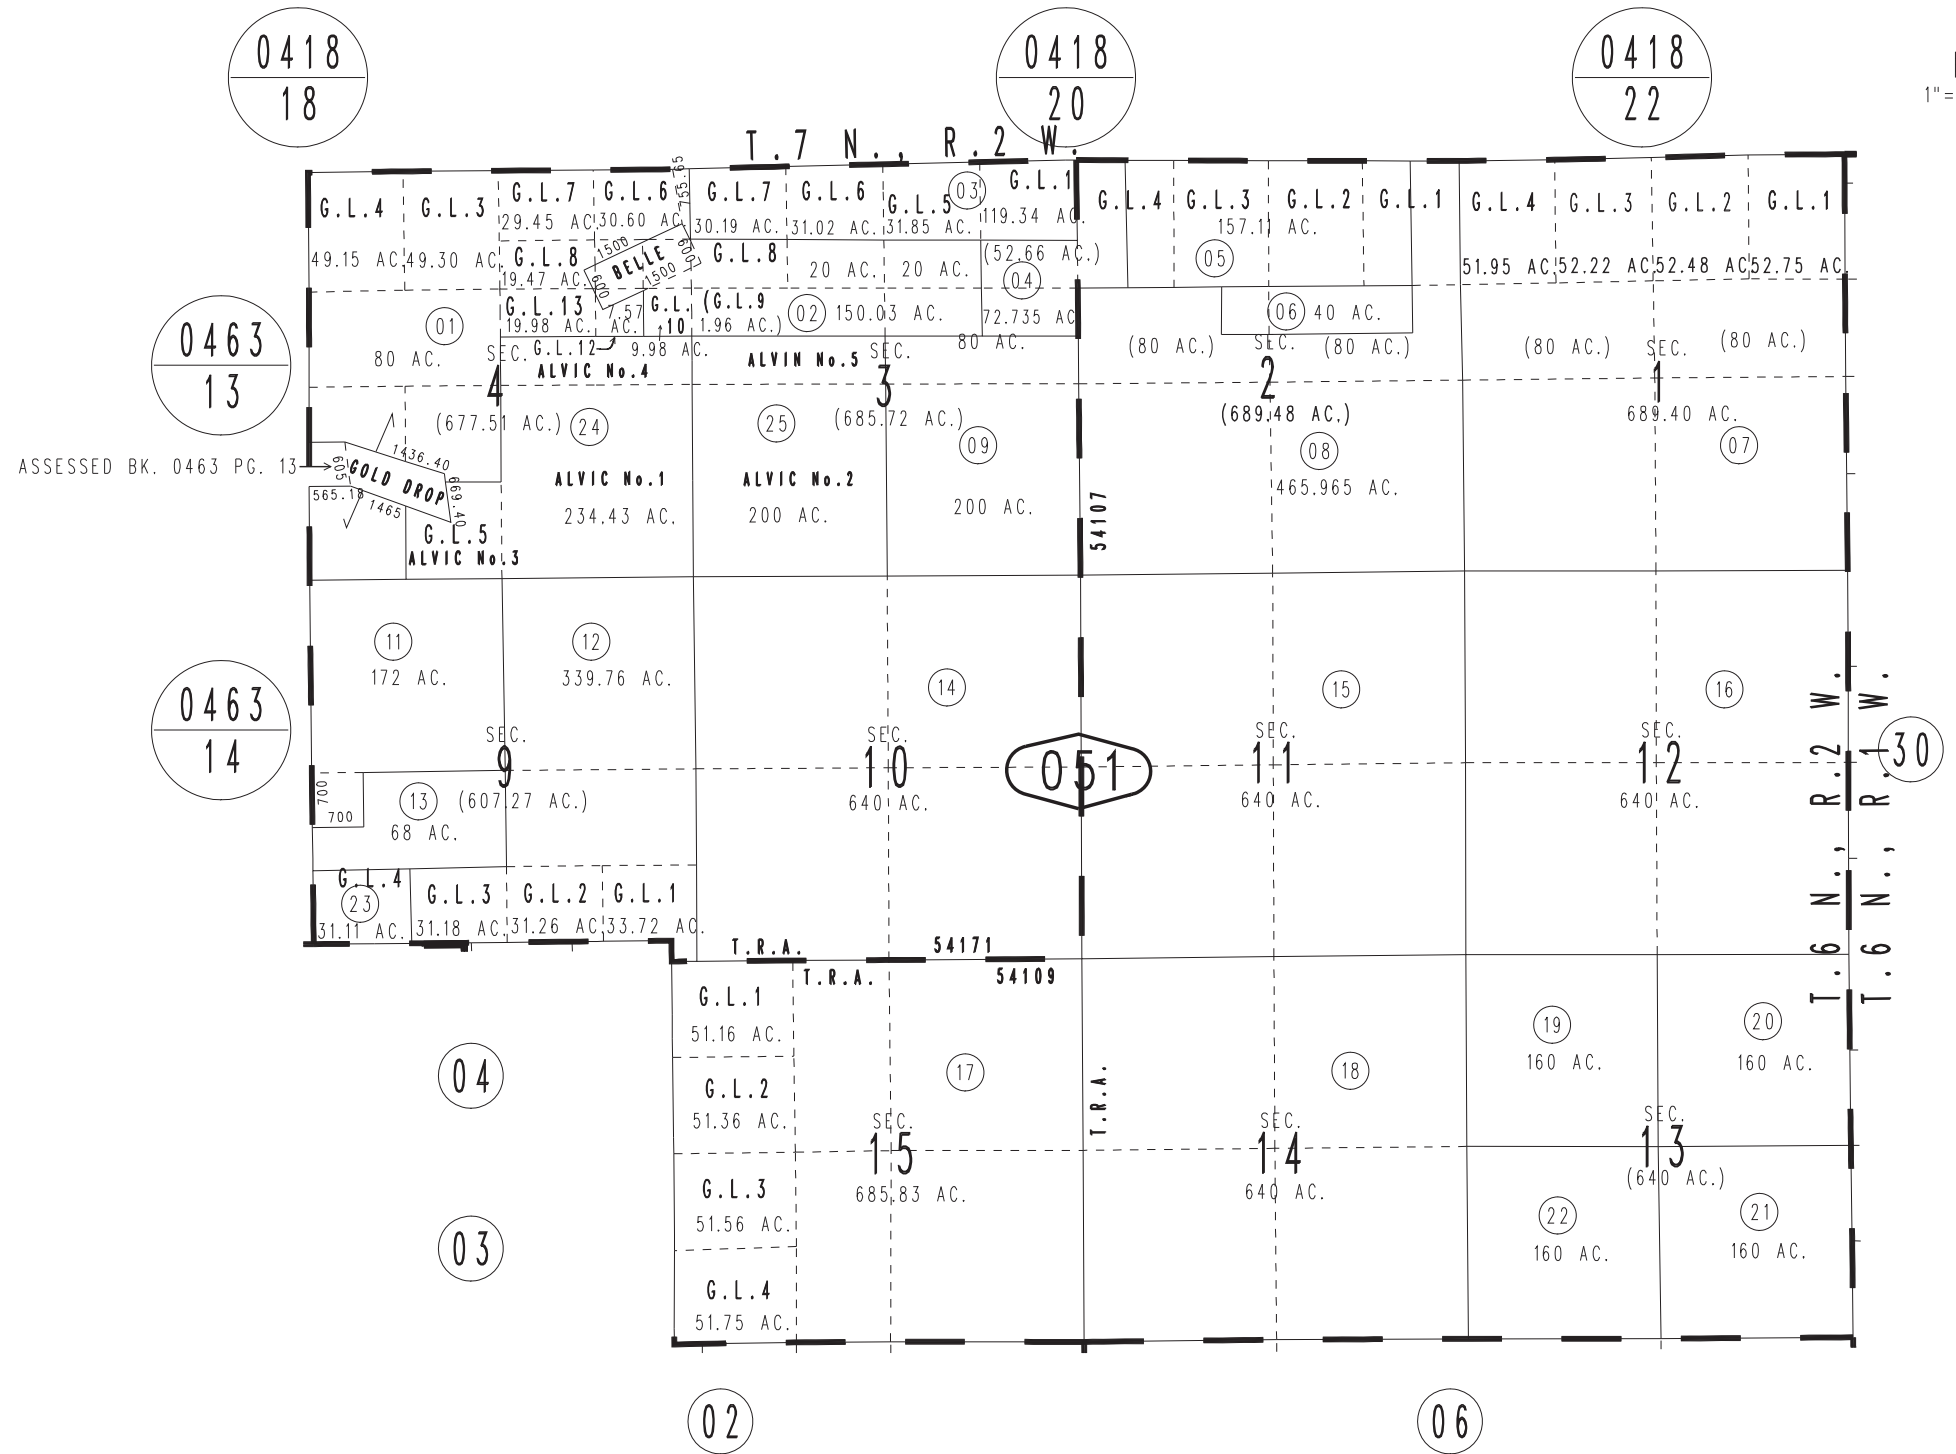 0418
18
0418
20
0418
22
1"=
T.7 N., R.2 W.
755.65
G.L.4
G.L.3
G.L.7
G.L.6
G.L.7
G.L.6
G.L.5
03
G.L.1
G.L.4
G.L.3
G.L.2
G.L.1
G.L.4
G.L.3
G.L.2
G.L.1
29.45 AC.
30.60 AC.
30.19 AC.
31.02 AC.
31.85 AC.
119.34 AC.
157.11 AC.
49.15 AC.
49.30 AC.
G.L.8
19.47 AC.
1500
BELLE
600
600
1500
G.L.8
20 AC.
20 AC.
(52.66 AC.)
04
05
51.95 AC.
52.22 AC.
52.48 AC.
52.75 AC.
G.L.13
19.98 AC.
7.57
AC.
G.L.
10
(G.L.9
1.96 AC.)
02
150.03 AC.
72.735 AC.
06
40 AC.
0463
13
01
80 AC.
SEC.
4
G.L.12
9.98 AC.
ALVIC No.4
ALVIN No.5
SEC.
3
80 AC.
(80 AC.)
SEC.
2
(80 AC.)
(80 AC.)
SEC.
1
(80 AC.)
(677.51 AC.)
24
25
(685.72 AC.)
09
(689.48 AC.)
689.40 AC.
08
07
ASSESSED BK. 0463 PG. 13
605
GOLD DROP
1436.40
669.40
565.18
1465
ALVIC No.1
234.43 AC.
ALVIC No.2
200 AC.
200 AC.
465.965 AC.
54107
G.L.5
ALVIC No.3
11
172 AC.
12
339.76 AC.
14
15
16
0463
14
SEC.
9
SEC.
10
051
SEC.
11
SEC.
12
T.6 N., R.2 W.
T.6 N., R.1 W.
30
700
700
13
(607.27 AC.)
68 AC.
640 AC.
640 AC.
640 AC.
G.L.4
23
31.11 AC.
G.L.3
31.18 AC.
G.L.2
31.26 AC.
G.L.1
33.72 AC.
T.R.A.
54171
T.R.A.
54109
G.L.1
51.16 AC.
19
160 AC.
20
160 AC.
04
G.L.2
51.36 AC.
17
T.R.A.
18
SEC.
15
SEC.
14
SEC.
13
(640 AC.)
G.L.3
51.56 AC.
685.83 AC.
640 AC.
22
160 AC.
21
160 AC.
03
G.L.4
51.75 AC.
02
06